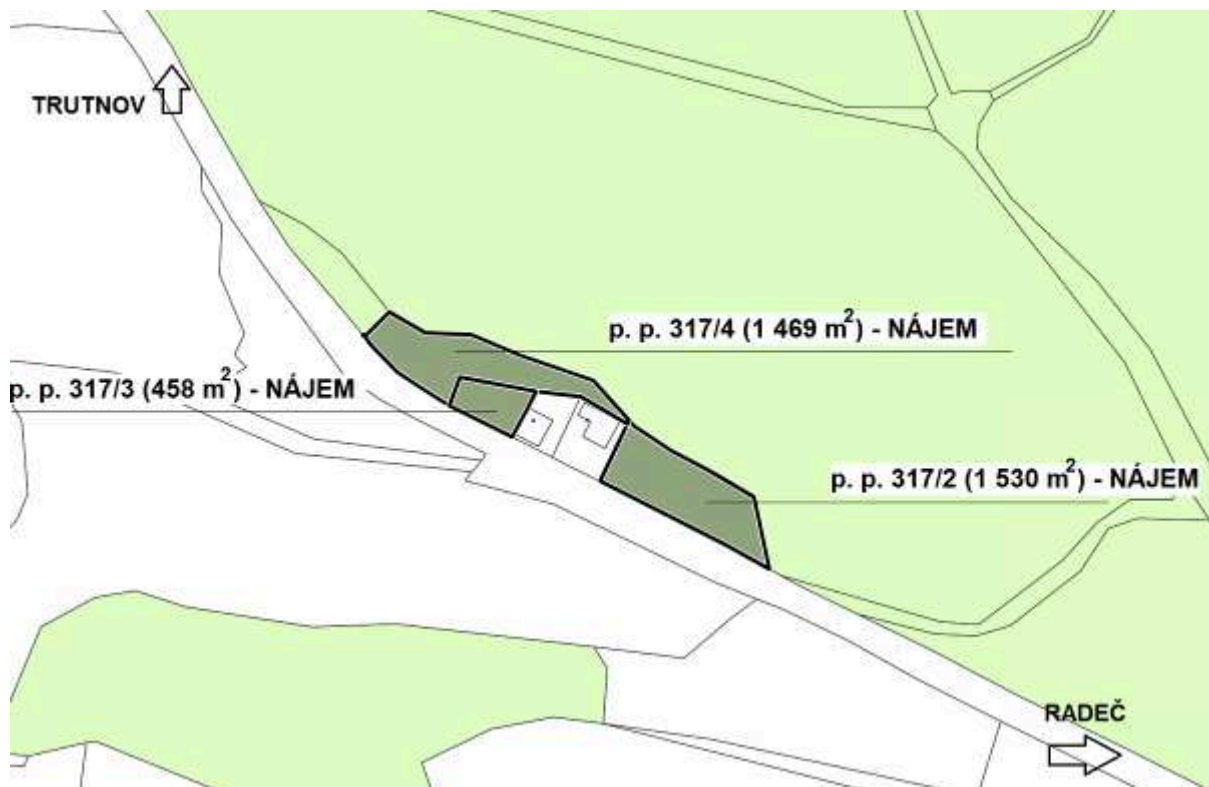 TRUTNOV
p. p. 317/4 (1 469 m²) - NÁJEM
p. p. 317/3 (458 m²) - NÁJEM
p. p. 317/2 (1 530 m²) - NÁJEM
RADEČ